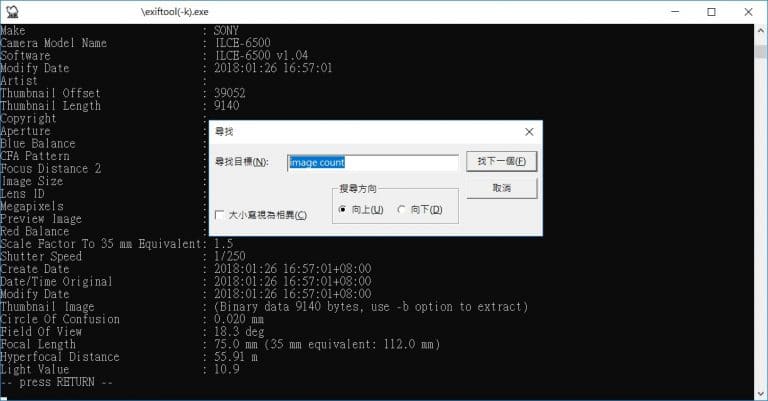 \exiftool(-k).exe
Make : SONY
Camera Model Name : ILCE-6500
Software : ILCE-6500 v1.04
Modify Date : 2018:01:26 16:57:01
Artist :
Thumbnail Offset : 39052
Thumbnail Length : 9140
Copyright :
Aperture :
Blue Balance :
CFA Pattern :
Focus Distance 2 :
Image Size :
Lens ID :
Megapixels :
Preview Image :
Red Balance :
Scale Factor To 35 mm Equivalent: 1.5
Shutter Speed : 1/250
Create Date : 2018:01:26 16:57:01+08:00
Date/Time Original : 2018:01:26 16:57:01+08:00
Modify Date : 2018:01:26 16:57:01+08:00
Thumbnail Image : (Binary data 9140 bytes, use -b option to extract)
Circle Of Confusion : 0.020 mm
Field Of View : 18.3 deg
Focal Length : 75.0 mm (35 mm equivalent: 112.0 mm)
Hyperfocal Distance : 55.91 m
Light Value : 10.9
-- press RETURN --
尋找
尋找目標(N): image count 找下一個(F)
取消
搜尋方向
大小寫視為相異(C) 向上(U) 向下(D)